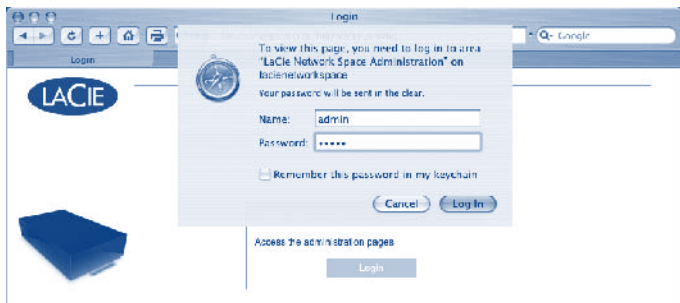 Login
Google
Login
To view this page, you need to log in to area
"LaCie Network Space Administration" on
lacienetworkspace
Your password will be sent in the clear.
LACIE
Name: admin
Password: •••••
Remember this password in my keychain
Cancel Log In
Access the administration pages
Login